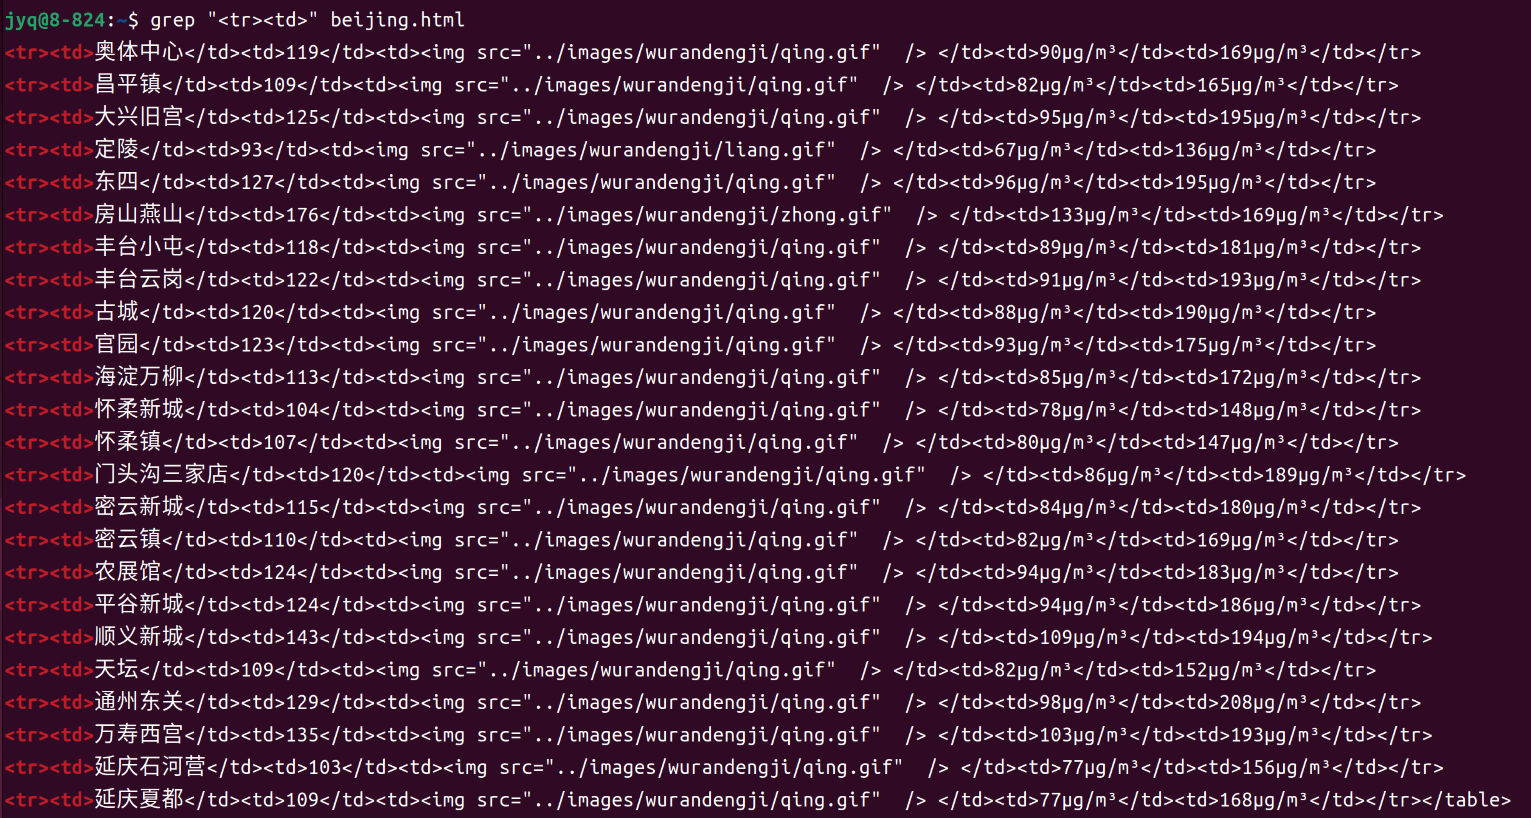 jyq@8-824:~$ grep "<tr><td>" beijing.html
<tr><td>奥体中心</td><td>119</td><td><img src="../images/wurandengji/qing.gif"  /> </td><td>90μg/m³</td><td>169μg/m³</td></tr>
<tr><td>昌平镇</td><td>109</td><td><img src="../images/wurandengji/qing.gif"  /> </td><td>82μg/m³</td><td>165μg/m³</td></tr>
<tr><td>大兴旧宫</td><td>125</td><td><img src="../images/wurandengji/qing.gif"  /> </td><td>95μg/m³</td><td>195μg/m³</td></tr>
<tr><td>定陵</td><td>93</td><td><img src="../images/wurandengji/liang.gif"  /> </td><td>67μg/m³</td><td>136μg/m³</td></tr>
<tr><td>东四</td><td>127</td><td><img src="../images/wurandengji/qing.gif"  /> </td><td>96μg/m³</td><td>195μg/m³</td></tr>
<tr><td>房山燕山</td><td>176</td><td><img src="../images/wurandengji/zhong.gif"  /> </td><td>133μg/m³</td><td>169μg/m³</td></tr>
<tr><td>丰台小屯</td><td>118</td><td><img src="../images/wurandengji/qing.gif"  /> </td><td>89μg/m³</td><td>181μg/m³</td></tr>
<tr><td>丰台云岗</td><td>122</td><td><img src="../images/wurandengji/qing.gif"  /> </td><td>91μg/m³</td><td>193μg/m³</td></tr>
<tr><td>古城</td><td>120</td><td><img src="../images/wurandengji/qing.gif"  /> </td><td>88μg/m³</td><td>190μg/m³</td></tr>
<tr><td>官园</td><td>123</td><td><img src="../images/wurandengji/qing.gif"  /> </td><td>93μg/m³</td><td>175μg/m³</td></tr>
<tr><td>海淀万柳</td><td>113</td><td><img src="../images/wurandengji/qing.gif"  /> </td><td>85μg/m³</td><td>172μg/m³</td></tr>
<tr><td>怀柔新城</td><td>104</td><td><img src="../images/wurandengji/qing.gif"  /> </td><td>78μg/m³</td><td>148μg/m³</td></tr>
<tr><td>怀柔镇</td><td>107</td><td><img src="../images/wurandengji/qing.gif"  /> </td><td>80μg/m³</td><td>147μg/m³</td></tr>
<tr><td>门头沟三家店</td><td>120</td><td><img src="../images/wurandengji/qing.gif"  /> </td><td>86μg/m³</td><td>189μg/m³</td></tr>
<tr><td>密云新城</td><td>115</td><td><img src="../images/wurandengji/qing.gif"  /> </td><td>84μg/m³</td><td>180μg/m³</td></tr>
<tr><td>密云镇</td><td>110</td><td><img src="../images/wurandengji/qing.gif"  /> </td><td>82μg/m³</td><td>169μg/m³</td></tr>
<tr><td>农展馆</td><td>124</td><td><img src="../images/wurandengji/qing.gif"  /> </td><td>94μg/m³</td><td>183μg/m³</td></tr>
<tr><td>平谷新城</td><td>124</td><td><img src="../images/wurandengji/qing.gif"  /> </td><td>94μg/m³</td><td>186μg/m³</td></tr>
<tr><td>顺义新城</td><td>143</td><td><img src="../images/wurandengji/qing.gif"  /> </td><td>109μg/m³</td><td>194μg/m³</td></tr>
<tr><td>天坛</td><td>109</td><td><img src="../images/wurandengji/qing.gif"  /> </td><td>82μg/m³</td><td>152μg/m³</td></tr>
<tr><td>通州东关</td><td>129</td><td><img src="../images/wurandengji/qing.gif"  /> </td><td>98μg/m³</td><td>208μg/m³</td></tr>
<tr><td>万寿西宫</td><td>135</td><td><img src="../images/wurandengji/qing.gif"  /> </td><td>103μg/m³</td><td>193μg/m³</td></tr>
<tr><td>延庆石河营</td><td>103</td><td><img src="../images/wurandengji/qing.gif"  /> </td><td>77μg/m³</td><td>156μg/m³</td></tr>
<tr><td>延庆夏都</td><td>109</td><td><img src="../images/wurandengji/qing.gif"  /> </td><td>77μg/m³</td><td>168μg/m³</td></tr></table>